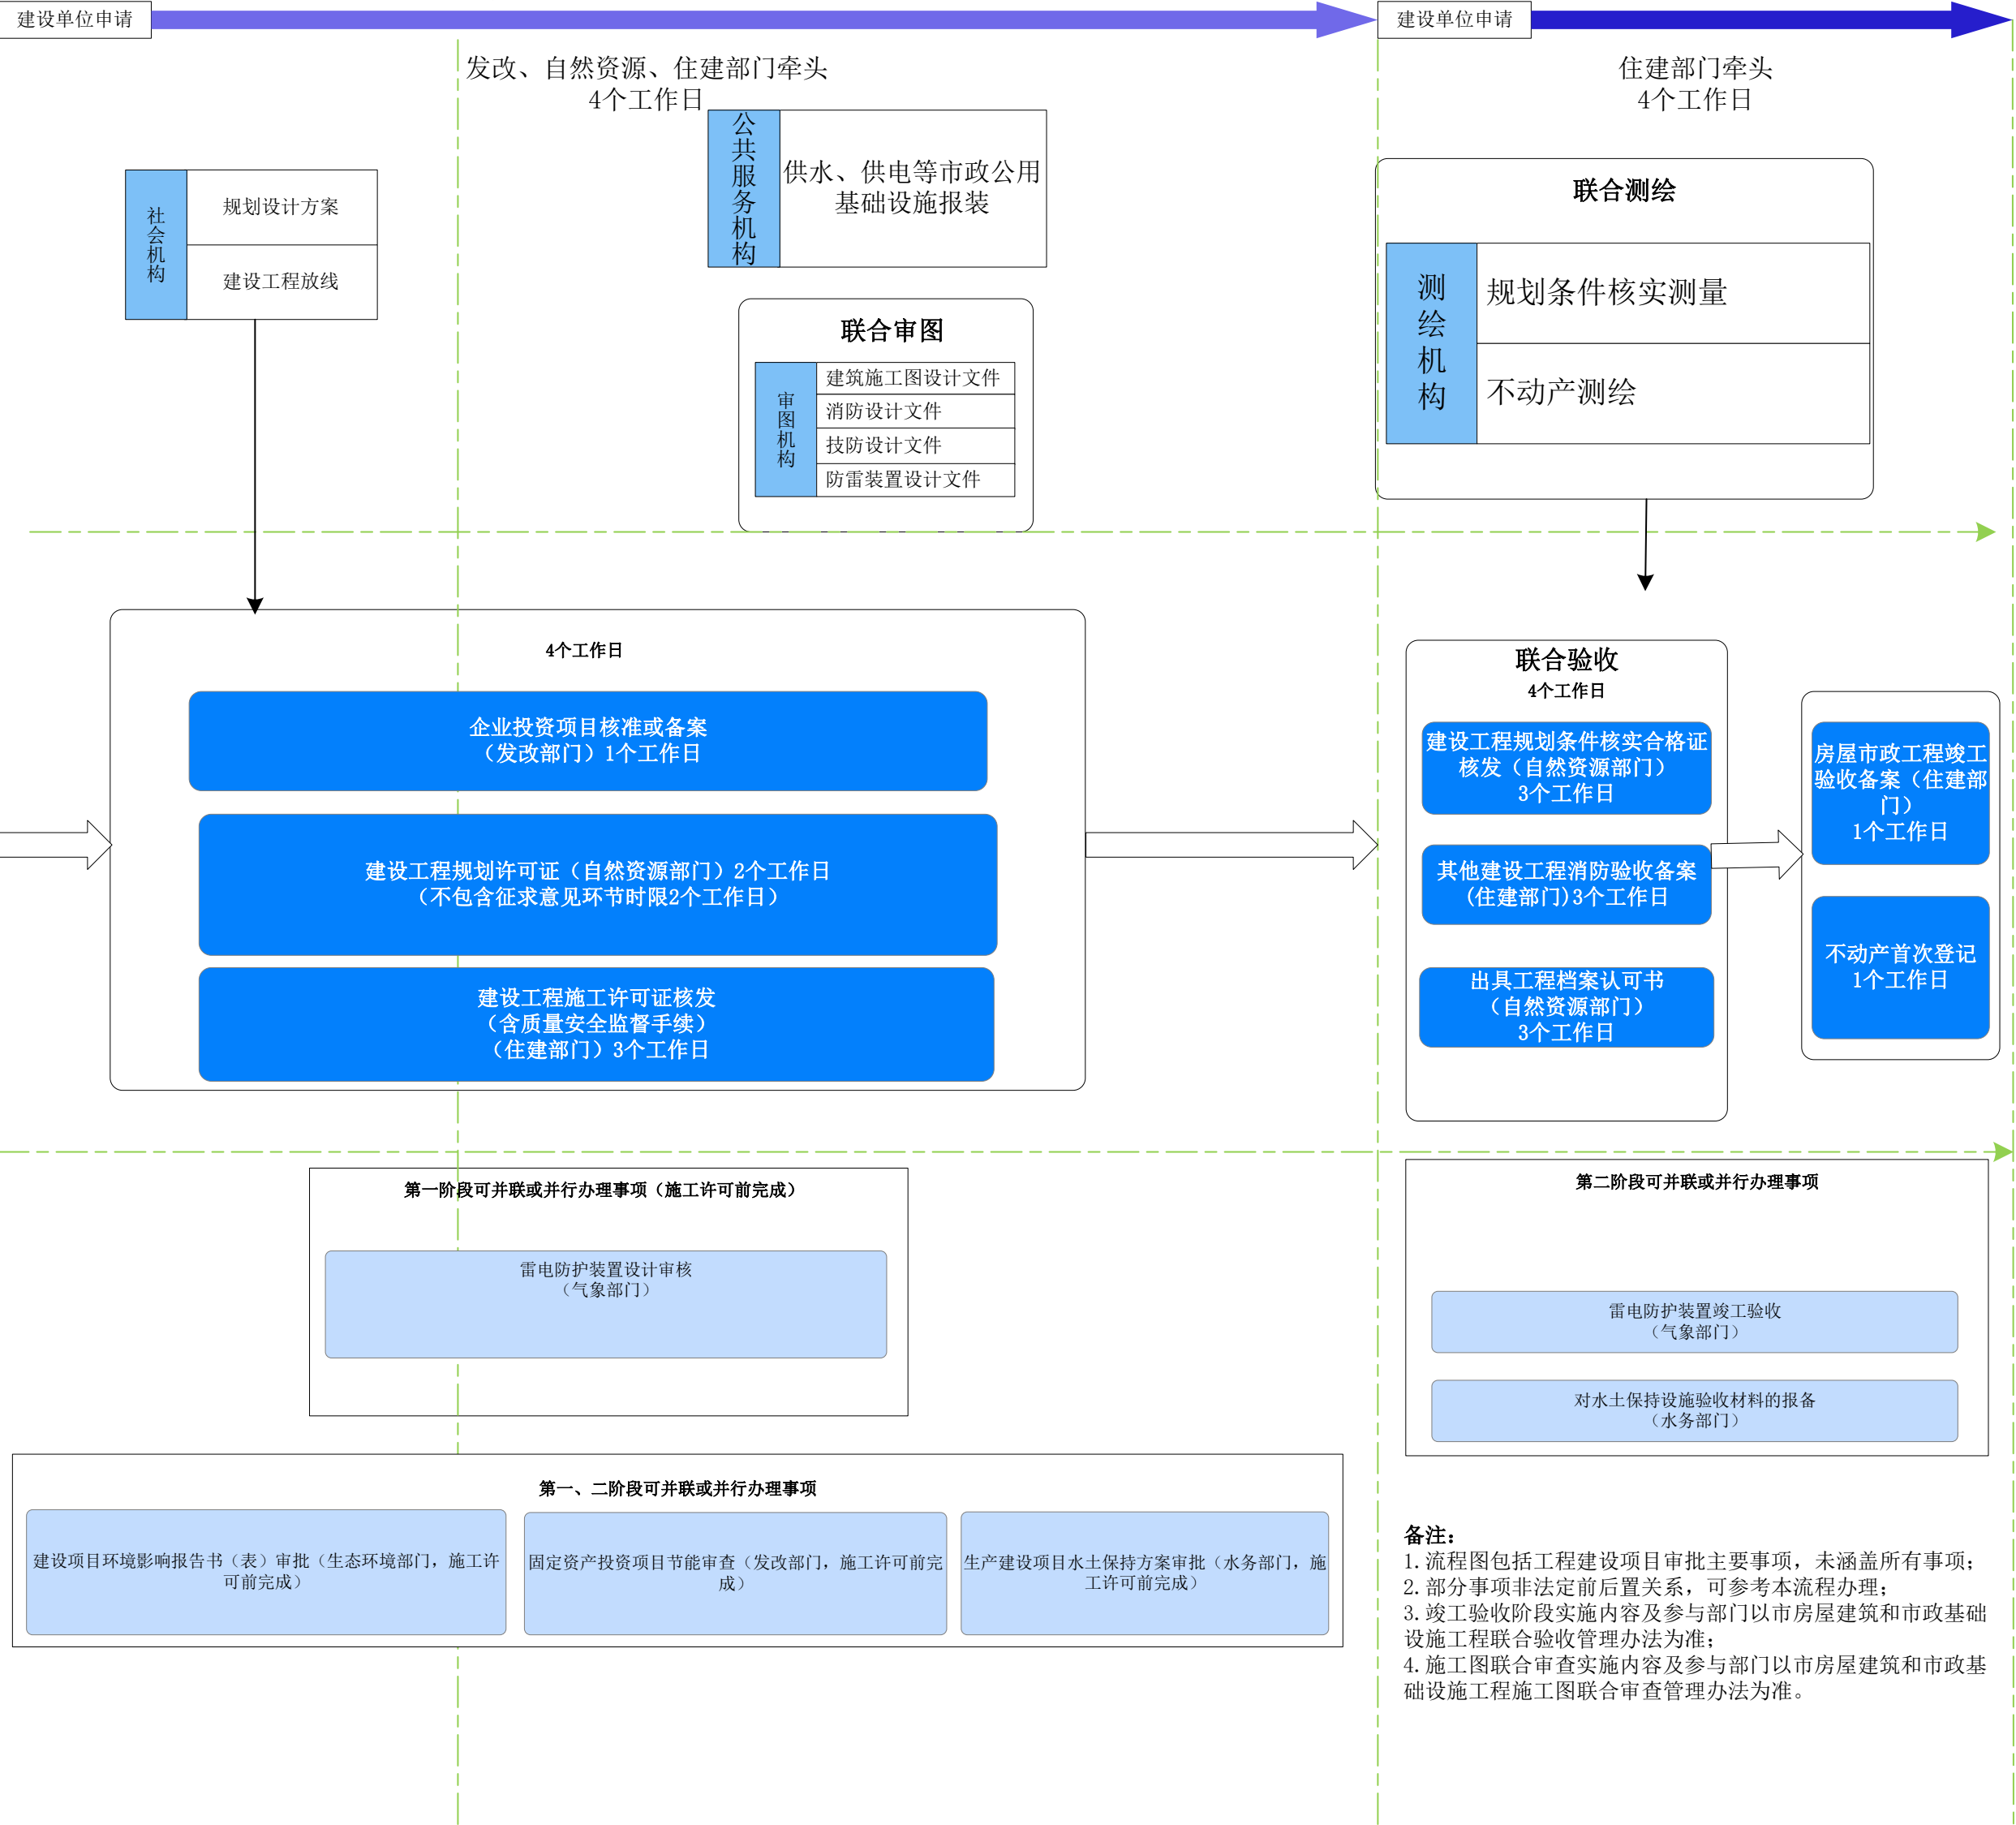 建设单位申请
建设单位申请
发改、自然资源、住建部门牵头
4个工作日
住建部门牵头
4个工作日
社会机构
规划设计方案
建设工程放线
公共服务机构
供水、供电等市政公用
基础设施报装
联合审图
审图机构
建筑施工图设计文件
消防设计文件
技防设计文件
防雷装置设计文件
联合测绘
测绘机构
规划条件核实测量
不动产测绘
4个工作日
企业投资项目核准或备案
（发改部门）1个工作日
建设工程规划许可证（自然资源部门）2个工作日
（不包含征求意见环节时限2个工作日）
建设工程施工许可证核发
（含质量安全监督手续）
（住建部门）3个工作日
联合验收
4个工作日
建设工程规划条件核实合格证
核发（自然资源部门）
3个工作日
其他建设工程消防验收备案
(住建部门)3个工作日
出具工程档案认可书
（自然资源部门）
3个工作日
房屋市政工程竣工
验收备案（住建部
门）
1个工作日
不动产首次登记
1个工作日
第一阶段可并联或并行办理事项（施工许可前完成）
雷电防护装置设计审核
（气象部门）
第二阶段可并联或并行办理事项
雷电防护装置竣工验收
（气象部门）
对水土保持设施验收材料的报备
（水务部门）
第一、二阶段可并联或并行办理事项
建设项目环境影响报告书（表）审批（生态环境部门，施工许
可前完成）
固定资产投资项目节能审查（发改部门，施工许可前完
成）
生产建设项目水土保持方案审批（水务部门，施
工许可前完成）
备注：
1.流程图包括工程建设项目审批主要事项，未涵盖所有事项；
2.部分事项非法定前后置关系，可参考本流程办理；
3.竣工验收阶段实施内容及参与部门以市房屋建筑和市政基础
设施工程联合验收管理办法为准；
4.施工图联合审查实施内容及参与部门以市房屋建筑和市政基
础设施工程施工图联合审查管理办法为准。